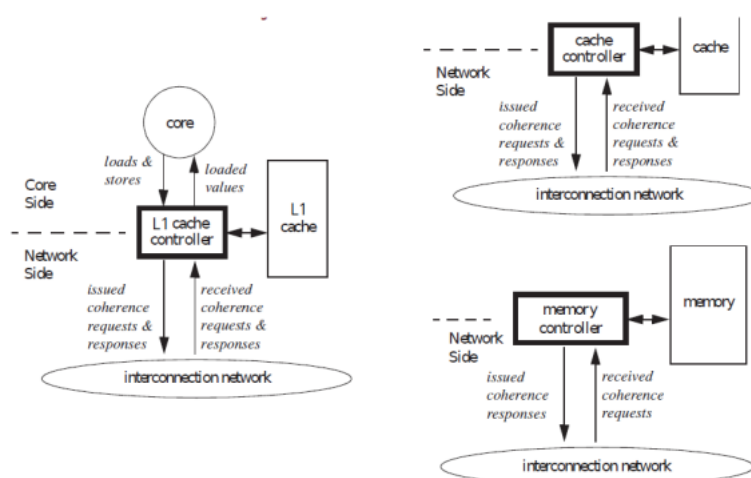 core
loads &
stores
loaded
values
Core
Side
L1 cache
controller
L1
cache
Network
Side
issued
coherence
requests &
responses
received
coherence
requests &
responses
interconnection network
cache
controller
cache
Network
Side
issued
coherence
requests &
responses
received
coherence
requests &
responses
interconnection network
memory
controller
memory
Network
Side
issued
coherence
responses
received
coherence
requests
interconnection network